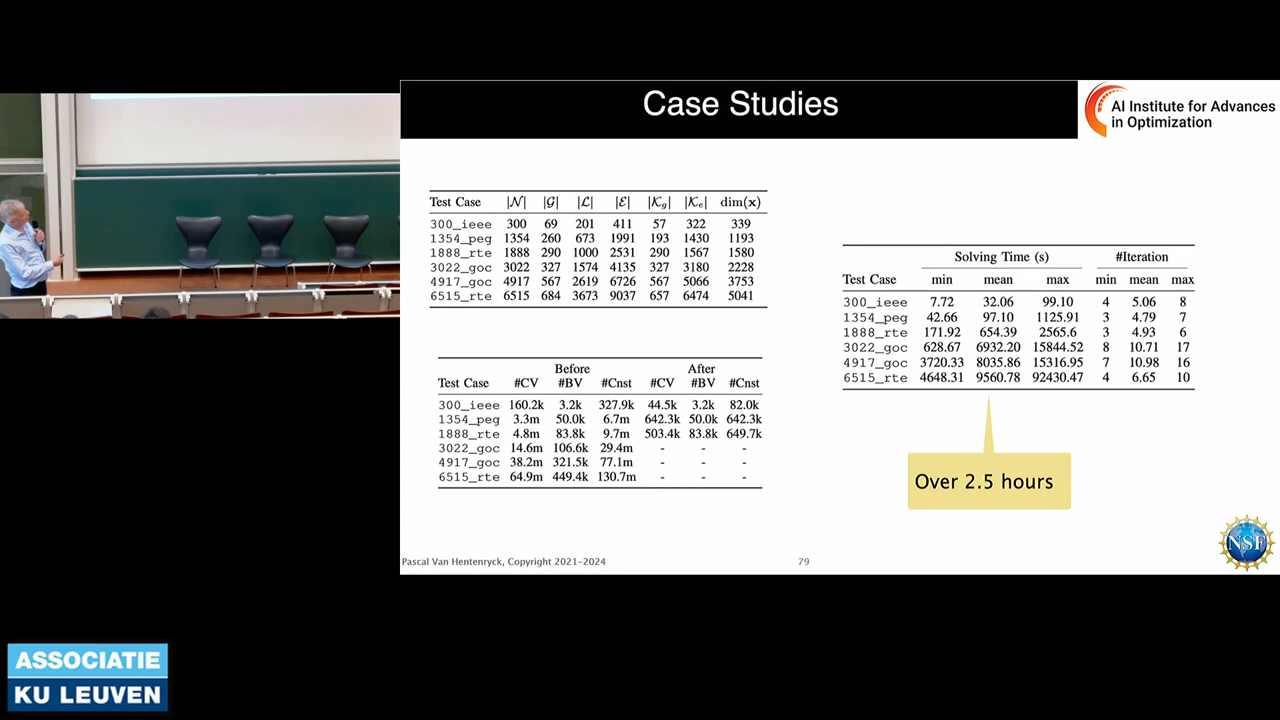 Case Studies
AI Institute for Advances
in Optimization
Test Case |N| |G| |L| |E| |Kg| |Ke| dim(x)
300_ieee 300 69 201 411 57 322 339
1354_peg 1354 260 673 1991 193 1430 1193
1888_rte 1888 290 1000 2531 290 1567 1580
3022_goc 3022 327 1574 4135 327 3180 2228
4917_goc 4917 567 2619 6726 567 5066 3753
6515_rte 6515 684 3673 9037 657 6474 5041
Before After
Test Case #CV #BV #Cnst #CV #BV #Cnst
300_ieee 160.2k 3.2k 327.9k 44.5k 3.2k 82.0k
1354_peg 3.3m 50.0k 6.7m 642.3k 50.0k 642.3k
1888_rte 4.8m 83.8k 9.7m 503.4k 83.8k 649.7k
3022_goc 14.6m 106.6k 29.4m - - -
4917_goc 38.2m 321.5k 77.1m - - -
6515_rte 64.9m 449.4k 130.7m - - -
Solving Time (s) #Iteration
Test Case min mean max min mean max
300_ieee 7.72 32.06 99.10 4 5.06 8
1354_peg 42.66 97.10 1125.91 3 4.79 7
1888_rte 171.92 654.39 2565.6 3 4.93 6
3022_goc 628.67 6932.20 15844.52 8 10.71 17
4917_goc 3720.33 8035.86 15316.95 7 10.98 16
6515_rte 4648.31 9560.78 92430.47 4 6.65 10
Over 2.5 hours
NSF
Pascal Van Hentenryck, Copyright 2021-2024
79
ASSOCIATIE
KU LEUVEN